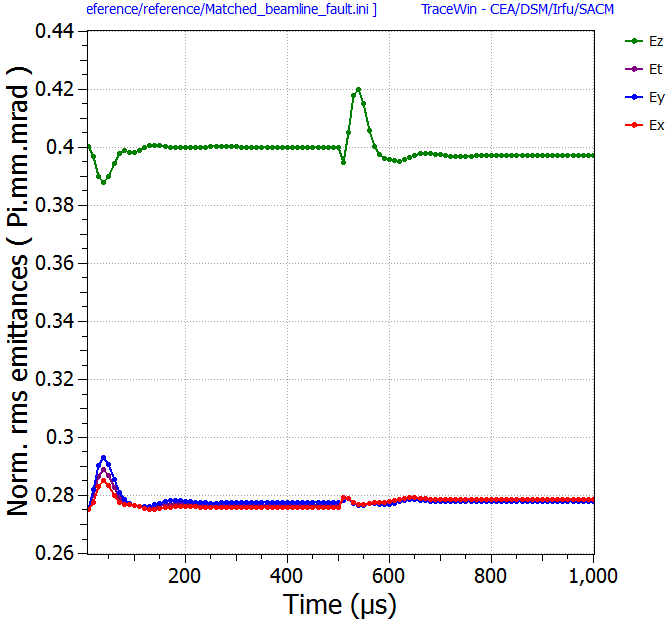 eference/reference/Matched_beamline_fault.ini ] TraceWin - CEA/DSM/Irfu/SACM
Norm. rms emittances ( Pi.mm.mrad )
0.44
0.42
0.4
0.38
0.36
0.34
0.32
0.3
0.28
0.26
200 400 600 800 1,000
Time (µs)
Ez
Et
Ey
Ex